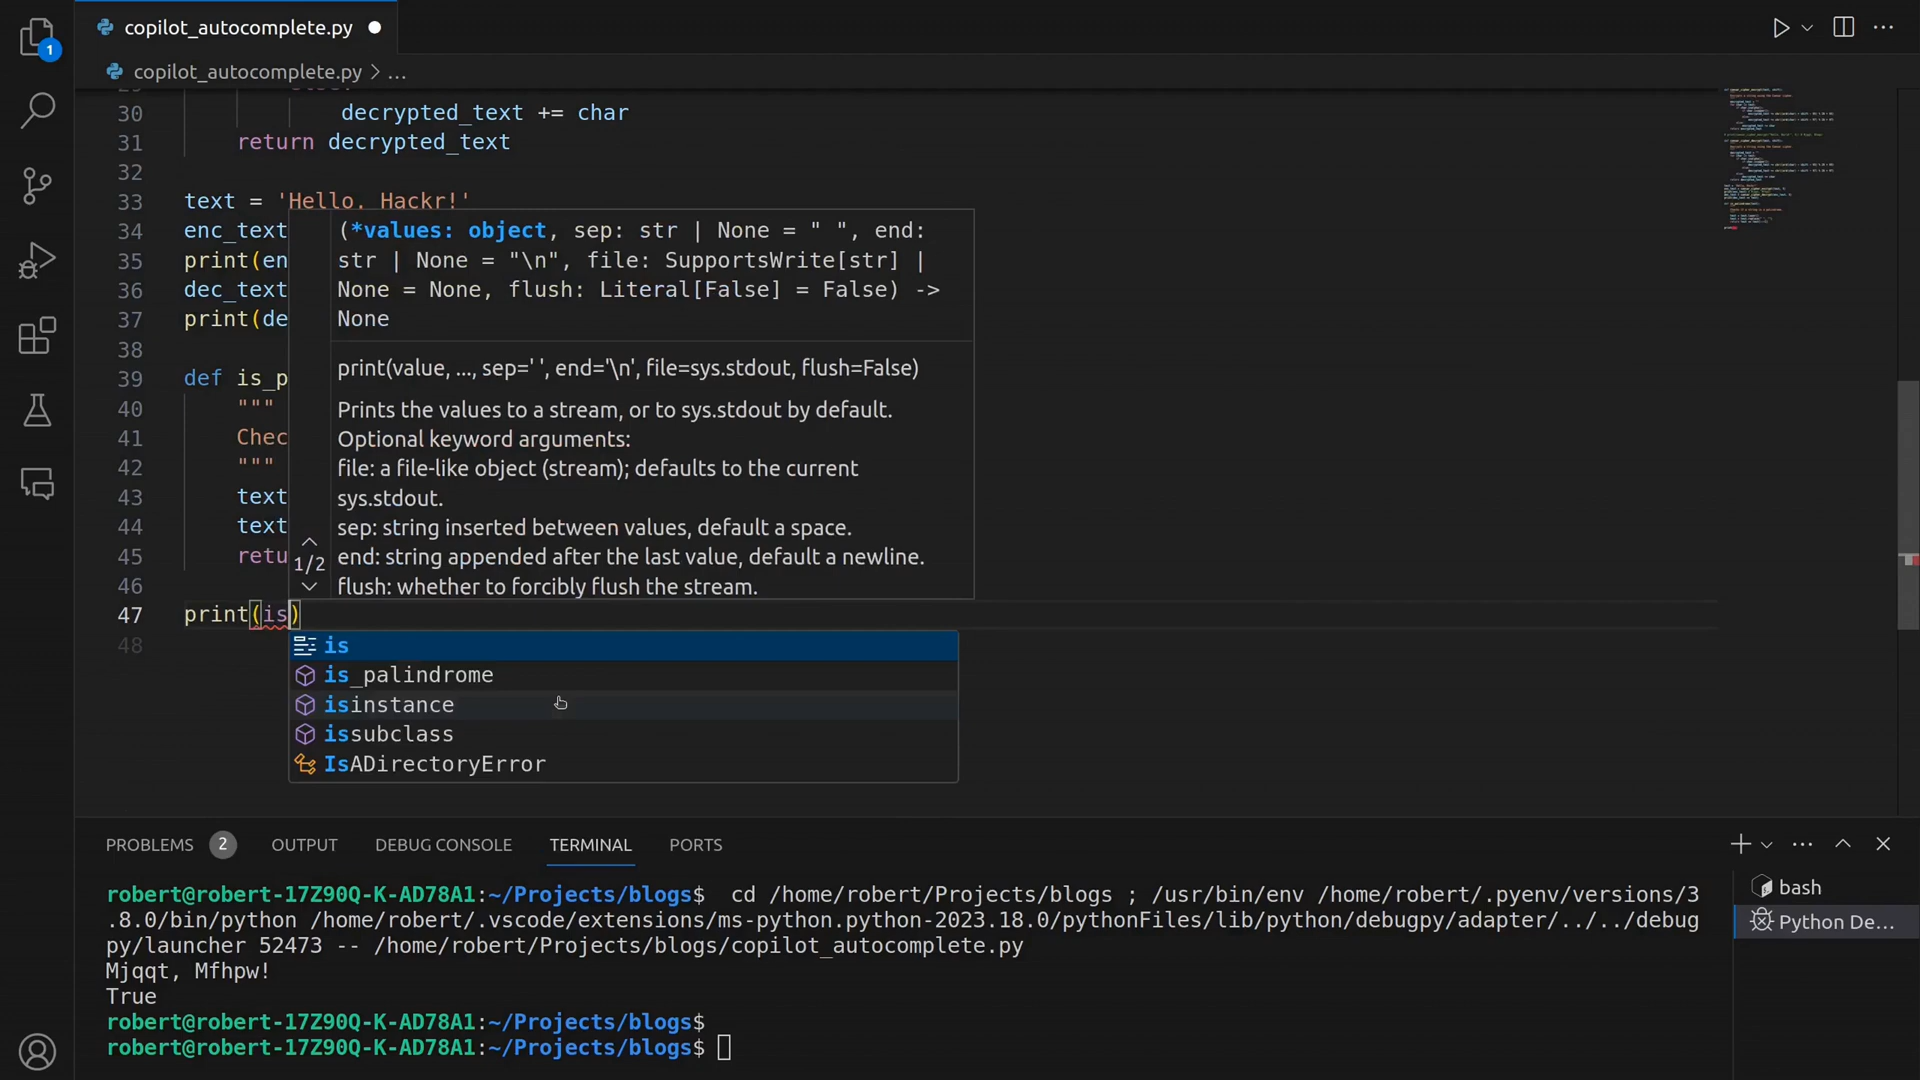 copilot_autocomplete.py
1
copilot_autocomplete.py > ...
30 decrypted_text += char
31 return decrypted_text
32
33 text = 'Hello, Hackr!'
34 enc_text
35 print(en
36 dec_text
37 print(de
38
39 def is_p
40 """
41 Chec
42 """
43 text
44 text
45 retu
46
47 print(is)
48
(*values: object, sep: str | None = " ", end:
str | None = "\n", file: SupportsWrite[str] |
None = None, flush: Literal[False] = False) ->
None
print(value, ..., sep=' ', end='\n', file=sys.stdout, flush=False)
Prints the values to a stream, or to sys.stdout by default.
Optional keyword arguments:
file: a file-like object (stream); defaults to the current
sys.stdout.
sep: string inserted between values, default a space.
end: string appended after the last value, default a newline.
flush: whether to forcibly flush the stream.
1/2
is
is_palindrome
isinstance
issubclass
IsADirectoryError
PROBLEMS 2 OUTPUT DEBUG CONSOLE TERMINAL PORTS
robert@robert-17Z90Q-K-AD78A1:~/Projects/blogs$ cd /home/robert/Projects/blogs ; /usr/bin/env /home/robert/.pyenv/versions/3
.8.0/bin/python /home/robert/.vscode/extensions/ms-python.python-2023.18.0/pythonFiles/lib/python/debugpy/adapter/../../debug
py/launcher 52473 -- /home/robert/Projects/blogs/copilot_autocomplete.py
Mjqqt, Mfhpw!
True
robert@robert-17Z90Q-K-AD78A1:~/Projects/blogs$
robert@robert-17Z90Q-K-AD78A1:~/Projects/blogs$
bash
Python De...